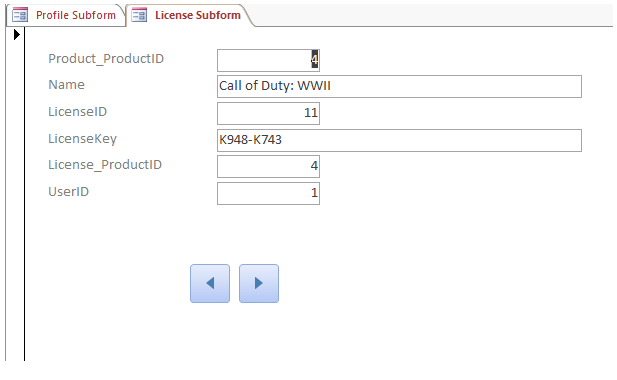 Profile Subform License Subform
Product_ProductID 4
Name Call of Duty: WWII
LicenseID 11
LicenseKey K948-K743
License_ProductID 4
UserID 1